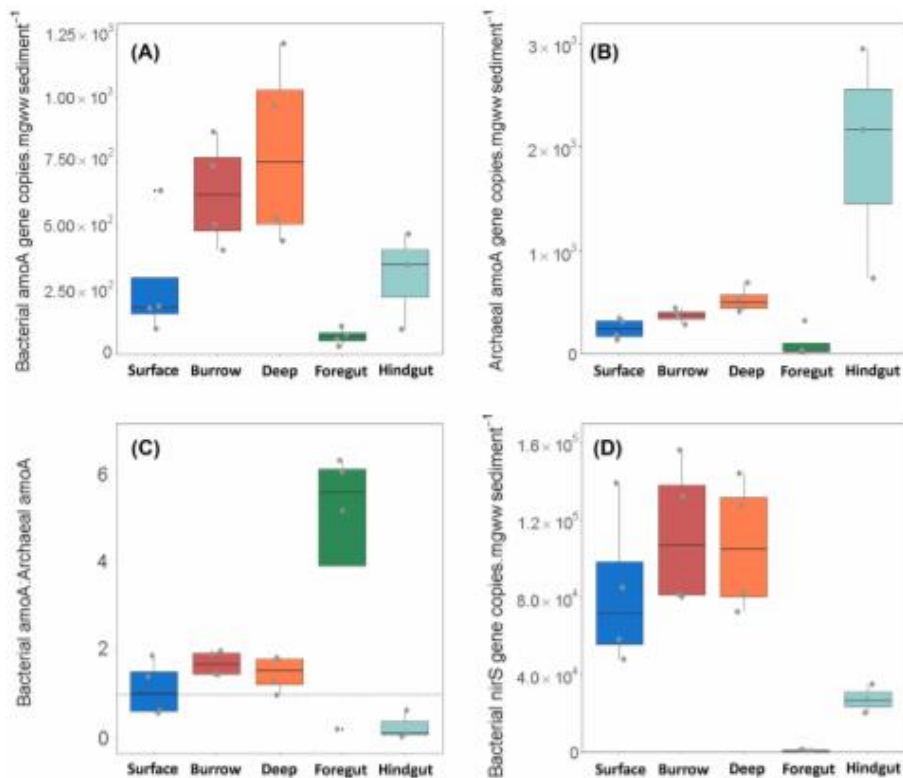 (A)
Bacterial amoA gene copies.mgww sediment⁻¹
1.25 × 10³
1.00 × 10³
7.50 × 10²
5.00 × 10²
2.50 × 10²
0
Surface Burrow Deep Foregut Hindgut
(B)
Archaeal amoA gene copies.mgww sediment⁻¹
3 × 10³
2 × 10³
1 × 10³
0
Surface Burrow Deep Foregut Hindgut
(C)
Bacterial amoA:Archaeal amoA
6
4
2
0
Surface Burrow Deep Foregut Hindgut
(D)
Bacterial nirS gene copies.mgww sediment⁻¹
1.6 × 10⁵
1.2 × 10⁵
8.0 × 10⁴
4.0 × 10⁴
0
Surface Burrow Deep Foregut Hindgut